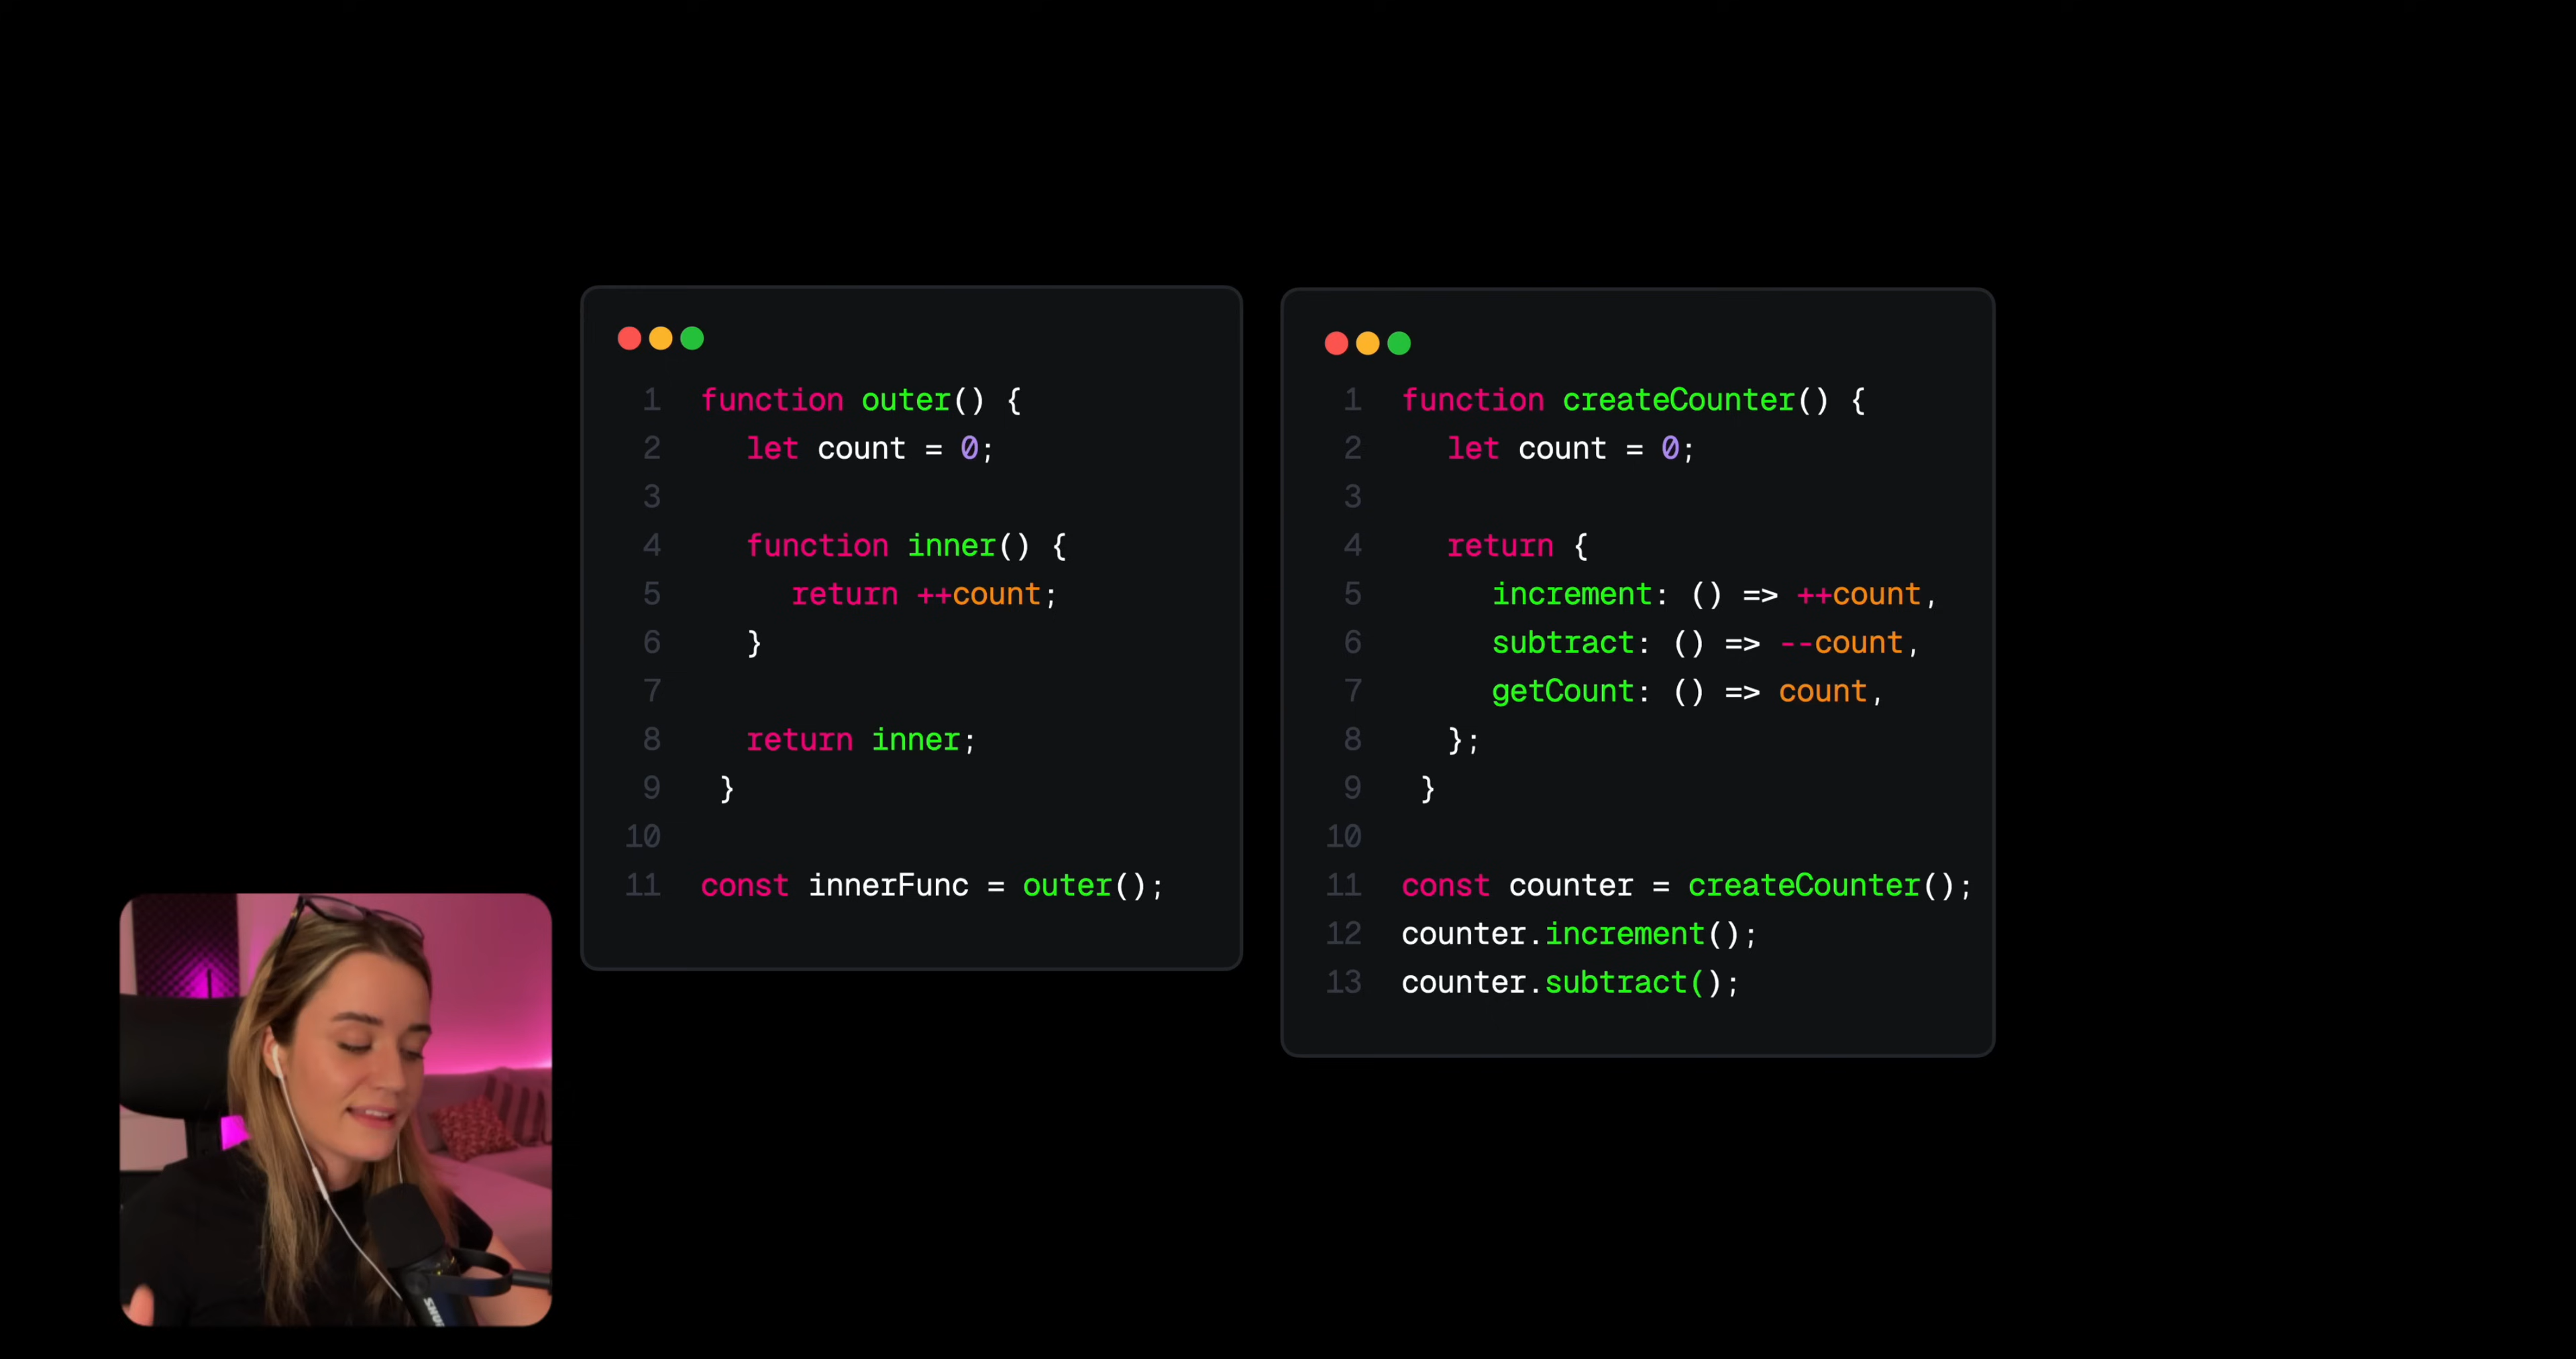 1 function outer() {
2 let count = 0;
3
4 function inner() {
5 return ++count;
6 }
7
8 return inner;
9 }
10
11 const innerFunc = outer();
1 function createCounter() {
2 let count = 0;
3
4 return {
5 increment: () => ++count,
6 subtract: () => --count,
7 getCount: () => count,
8 };
9 }
10
11 const counter = createCounter();
12 counter.increment();
13 counter.subtract();